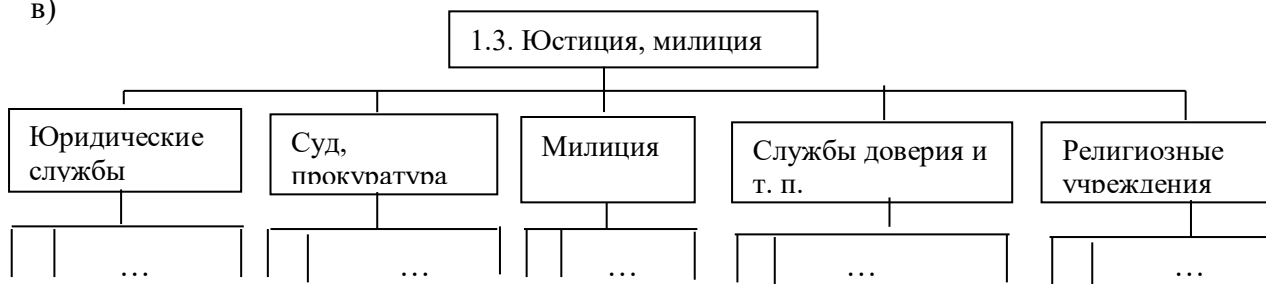 в)
1.3. Юстиция, милиция
Юридические
службы
Суд,
прокуратура
Милиция
Службы доверия и
т. п.
Религиозные
учреждения
...
...
...
...
...